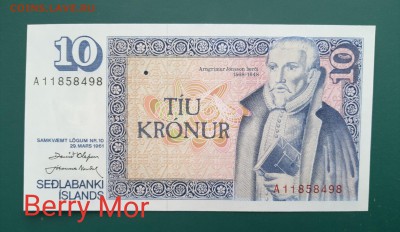 10
A11858498
Arngrímur Jónsson lærði
1568-1648
10
TÍU
KRÓNUR
SAMKVÆMT LÖGUM NR.10
29. MARS 1961
A11858498
SEÐLABANKI
ÍSLANDS
Berry Mor